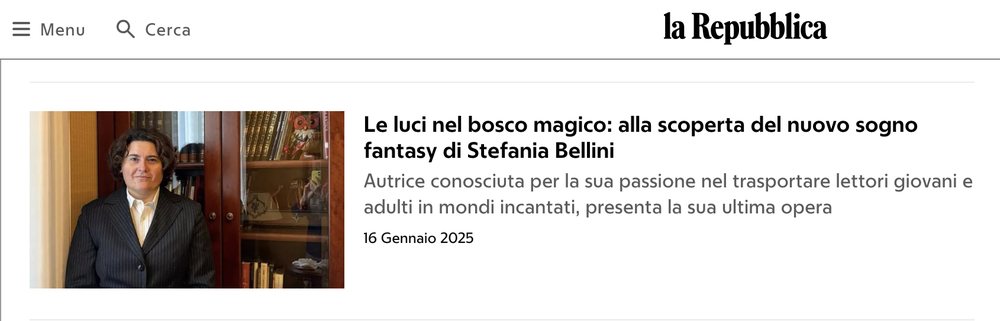 Menu
Cerca
la Repubblica
Le luci nel bosco magico: alla scoperta del nuovo sogno
fantasy di Stefania Bellini
Autrice conosciuta per la sua passione nel trasportare lettori giovani e
adulti in mondi incantati, presenta la sua ultima opera
16 Gennaio 2025